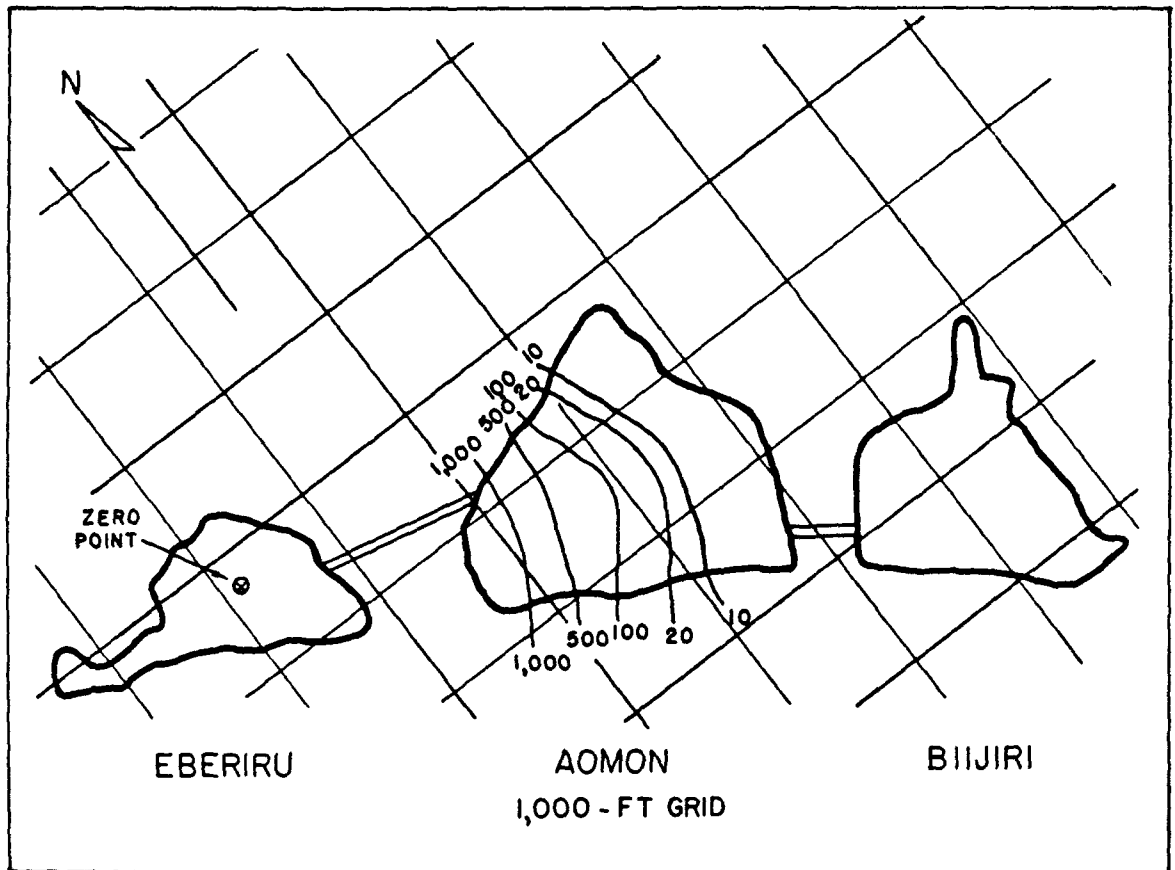 N
10
100
20
500
1,000
ZERO
POINT
10
20
100
500
1,000
EBERIRU
AOMON
BIIJIRI
1,000-FT GRID